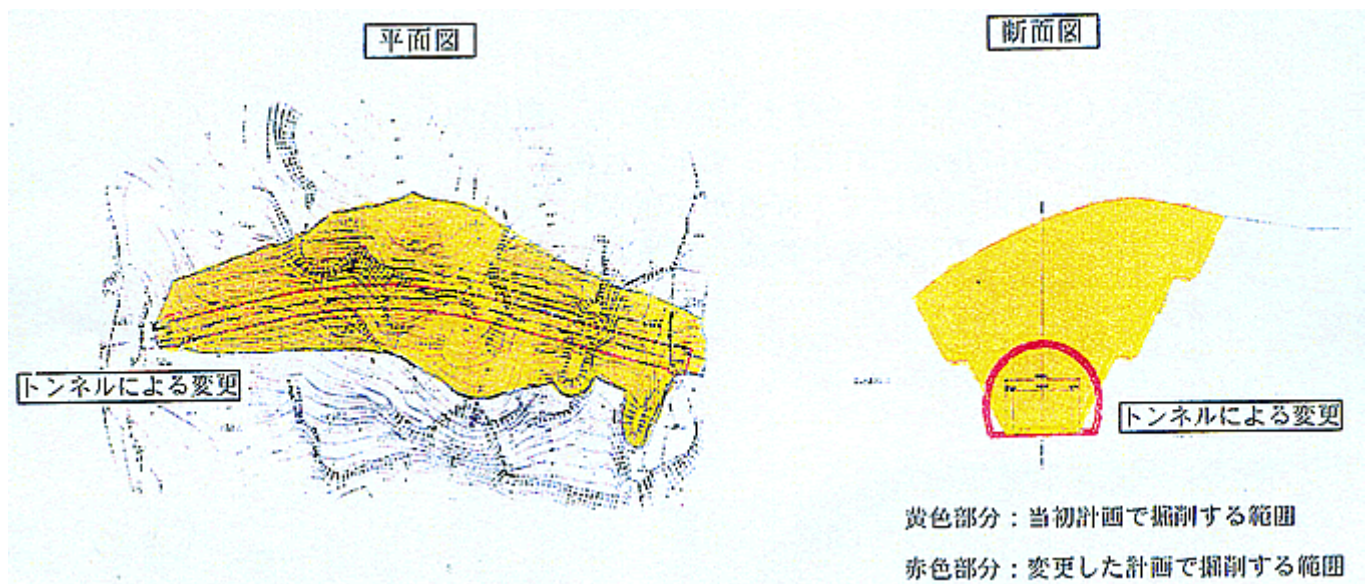 平面図
断面図
トンネルによる変更
トンネルによる変更
黄色部分：当初計画で掘削する範囲
赤色部分：変更した計画で掘削する範囲